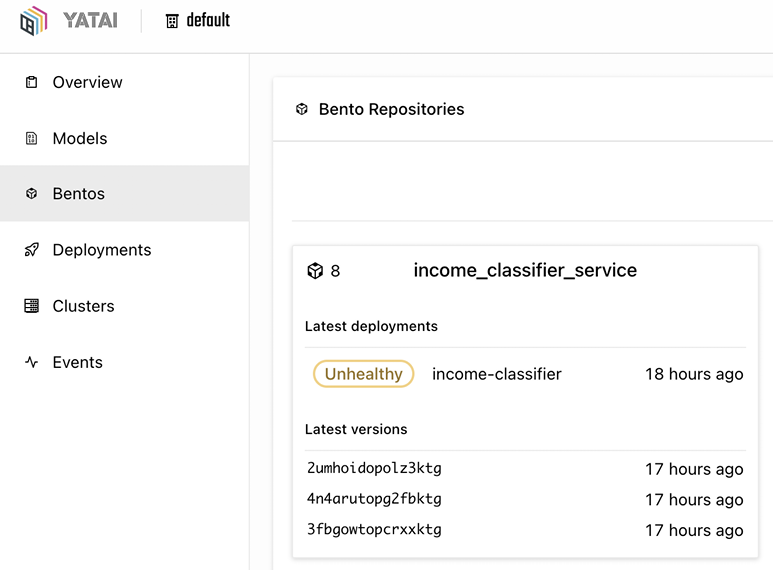 YATAI default
Overview
Models
Bentos
Deployments
Clusters
Events
Bento Repositories
8 income_classifier_service
Latest deployments
Unhealthy income-classifier 18 hours ago
Latest versions
2umhoidopolz3ktg 17 hours ago
4n4arutopg2fbktg 17 hours ago
3fbgowtopcrxxktg 17 hours ago